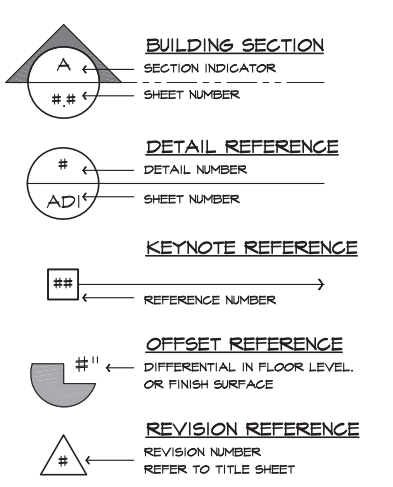 BUILDING SECTION
A
SECTION INDICATOR
#.#
SHEET NUMBER
DETAIL REFERENCE
#
DETAIL NUMBER
AD1
SHEET NUMBER
KEYNOTE REFERENCE
##
REFERENCE NUMBER
OFFSET REFERENCE
#"
DIFFERENTIAL IN FLOOR LEVEL.
OR FINISH SURFACE
REVISION REFERENCE
#
REVISION NUMBER
REFER TO TITLE SHEET